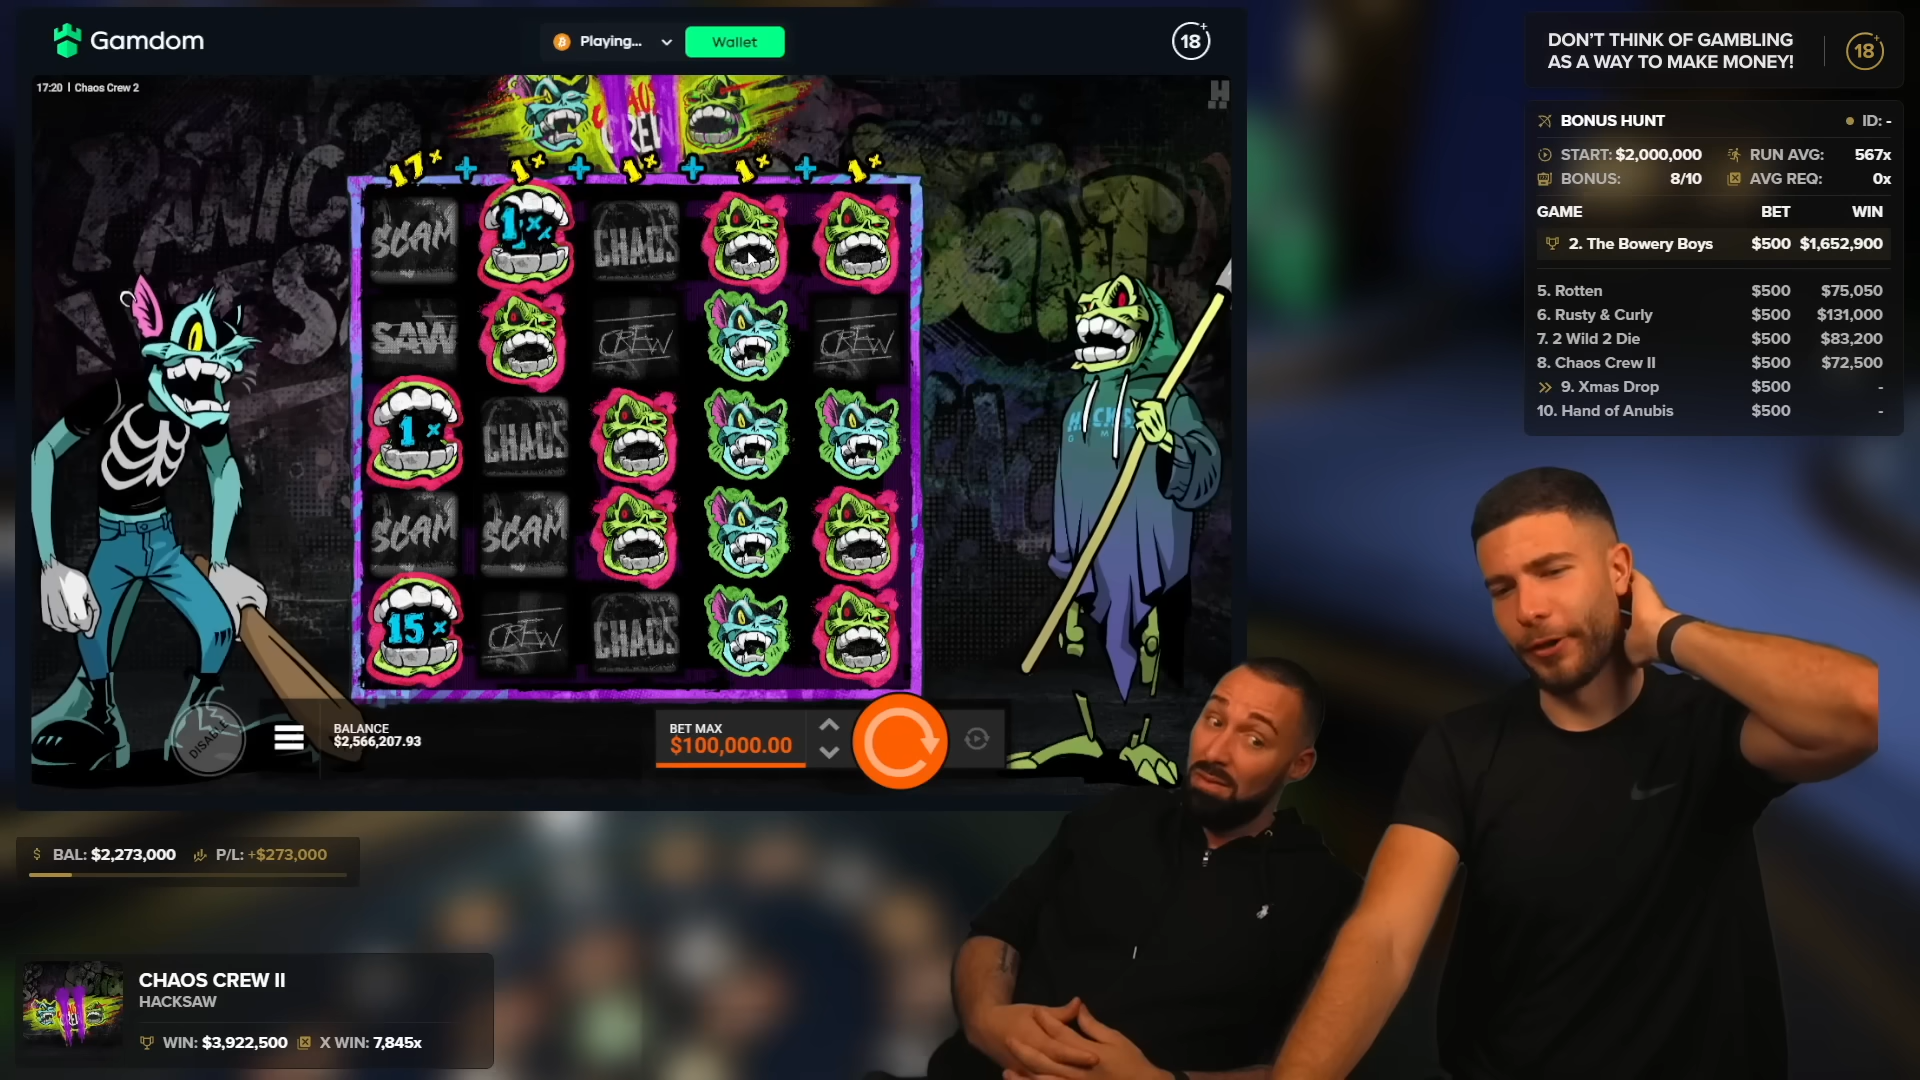 Gamdom
Playing...
Wallet
18+
17:20 | Chaos Crew 2
CREW
17x + 1x + 1x + 1x + 1x
SCAM
CHAOS
SAW
CREW
CREW
1x
CHAOS
SCAM
SCAM
15x
CREW
CHAOS
DISABLE
BALANCE
$2,566,207.93
BET MAX
$100,000.00
DON'T THINK OF GAMBLING
AS A WAY TO MAKE MONEY!
18+
BONUS HUNT
ID: -
START: $2,000,000
RUN AVG: 567x
BONUS: 8/10
AVG REQ: 0x
GAME BET WIN
2. The Bowery Boys $500 $1,652,900
5. Rotten $500 $75,050
6. Rusty & Curly $500 $131,000
7. 2 Wild 2 Die $500 $83,200
8. Chaos Crew II $500 $72,500
9. Xmas Drop $500 -
10. Hand of Anubis $500 -
BAL: $2,273,000
P/L: +$273,000
CHAOS CREW II
HACKSAW
WIN: $3,922,500
X WIN: 7,845x